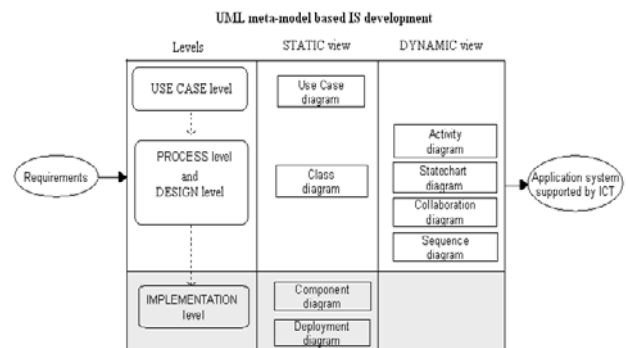 UML meta-model based IS development
Levels
STATIC view
DYNAMIC view
USE CASE level
Use Case
diagram
Activity
diagram
PROCESS level
and
DESIGN level
Class
diagram
Statechart
diagram
Collaboration
diagram
Sequence
diagram
Requirements
Application system
supported by ICT
IMPLEMENTATION
level
Component
diagram
Deployment
diagram